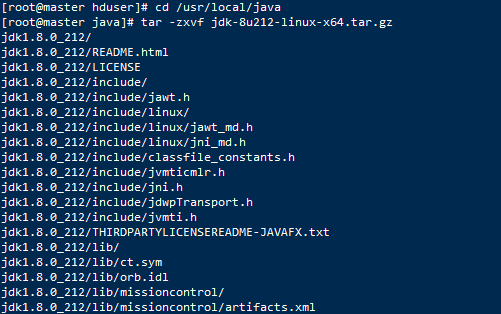 [root@master hduser]# cd /usr/local/java
[root@master java]# tar -zxvf jdk-8u212-linux-x64.tar.gz
jdk1.8.0_212/
jdk1.8.0_212/README.html
jdk1.8.0_212/LICENSE
jdk1.8.0_212/include/
jdk1.8.0_212/include/jawt.h
jdk1.8.0_212/include/linux/
jdk1.8.0_212/include/linux/jawt_md.h
jdk1.8.0_212/include/linux/jni_md.h
jdk1.8.0_212/include/classfile_constants.h
jdk1.8.0_212/include/jvmticmlr.h
jdk1.8.0_212/include/jni.h
jdk1.8.0_212/include/jdwpTransport.h
jdk1.8.0_212/include/jvmti.h
jdk1.8.0_212/THIRDPARTYLICENSEREADME-JAVAFX.txt
jdk1.8.0_212/lib/
jdk1.8.0_212/lib/ct.sym
jdk1.8.0_212/lib/orb.idl
jdk1.8.0_212/lib/missioncontrol/
jdk1.8.0_212/lib/missioncontrol/artifacts.xml